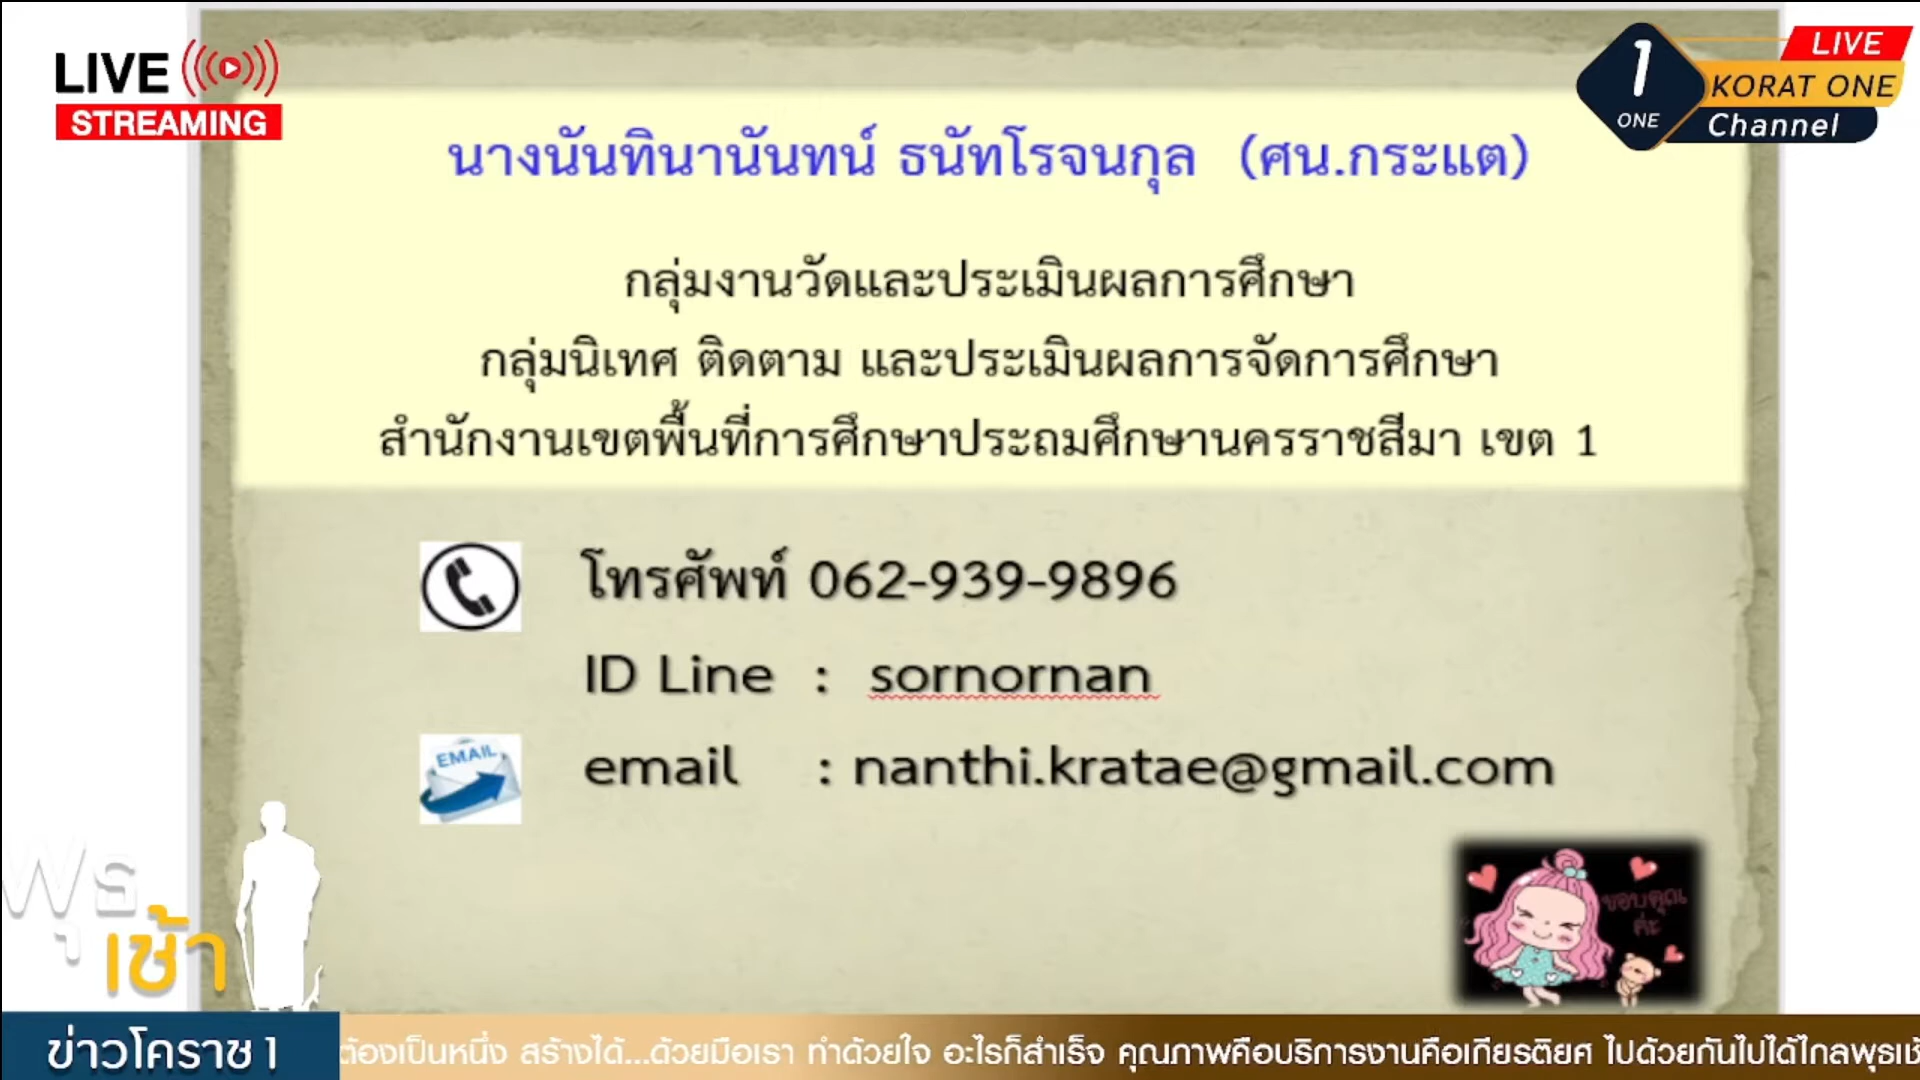 LIVE
STREAMING
1
ONE
LIVE
KORAT ONE
Channel
นางนันทินานันทน์ ธนัทโรจนกุล (ศน.กระแต)
กลุ่มงานวัดและประเมินผลการศึกษา
กลุ่มนิเทศ ติดตาม และประเมินผลการจัดการศึกษา
สำนักงานเขตพื้นที่การศึกษาประถมศึกษานครราชสีมา เขต 1
โทรศัพท์ 062-939-9896
ID Line : sornornan
EMAIL
email : nanthi.kratae@gmail.com
ขอบคุณ
ค่ะ
พุธ
เช้า
ข่าวโคราช 1
ต้องเป็นหนึ่ง สร้างได้...ด้วยมือเรา ทำด้วยใจ อะไรก็สำเร็จ คุณภาพคือบริการงานคือเกียรติยศ ไปด้วยกันไปได้ไกลพุธเช้